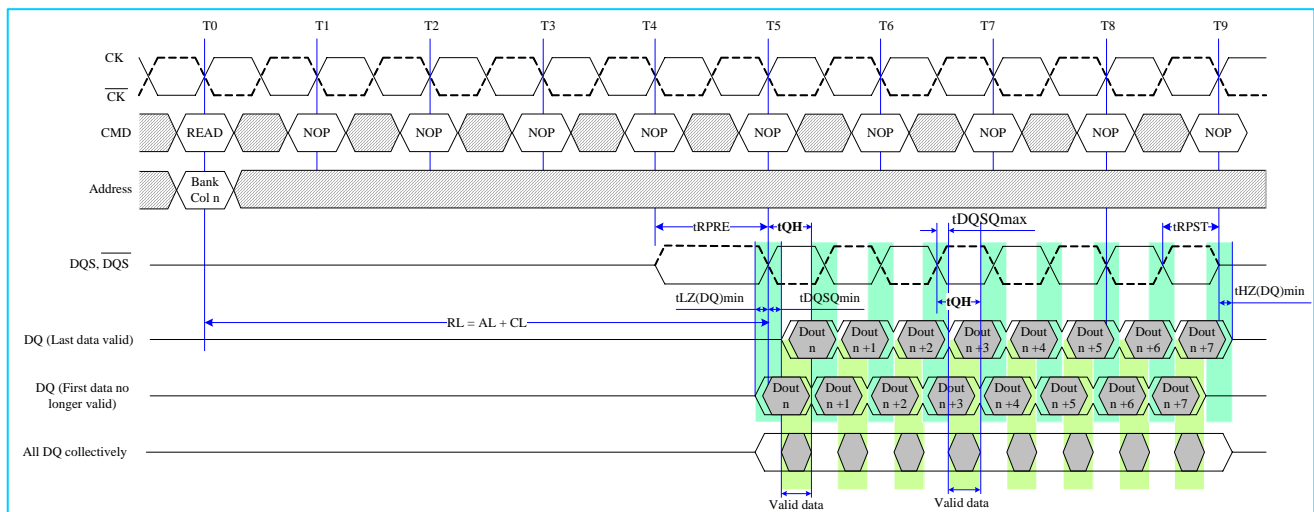 T0 T1 T2 T3 T4 T5 T6 T7 T8 T9
CK
CK
CMD READ NOP NOP NOP NOP NOP NOP NOP NOP NOP
Address Bank
Col n
tRPRE tQH tDQSQmax tRPST
DQS, DQS
tLZ(DQ)min tDQSQmin tQH tHZ(DQ)min
RL = AL + CL
DQ (Last data valid) Dout Dout Dout Dout Dout Dout Dout Dout
n n +1 n +2 n +3 n +4 n +5 n +6 n +7
DQ (First data no
longer valid)
Dout Dout Dout Dout Dout Dout Dout Dout
n n +1 n +2 n +3 n +4 n +5 n +6 n +7
All DQ collectively
Valid data Valid data